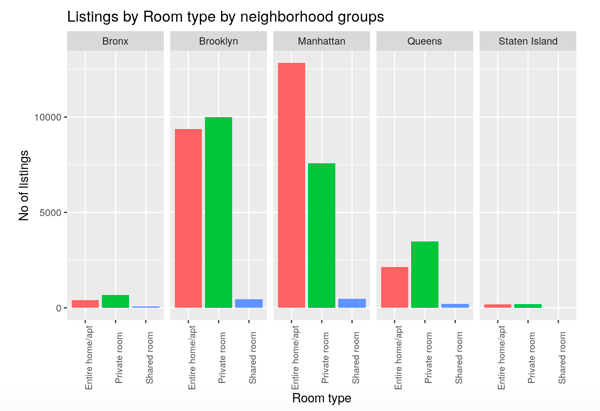 Listings by Room type by neighborhood groups
Bronx
Brooklyn
Manhattan
Queens
Staten Island
No of listings
10000
5000
0
Entire home/apt
Private room
Shared room
Entire home/apt
Private room
Shared room
Entire home/apt
Private room
Shared room
Entire home/apt
Private room
Shared room
Entire home/apt
Private room
Shared room
Room type